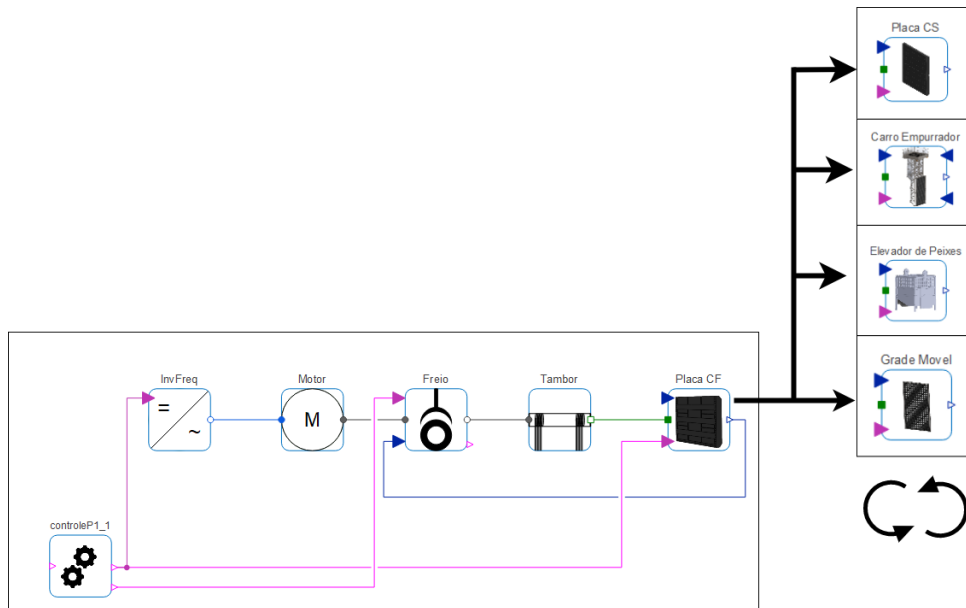 Placa CS
Carro Empurrador
Elevador de Peixes
Grade Movel
InvFreq
Motor
Freio
Tambor
Placa CF
=
~
M
controleP1_1